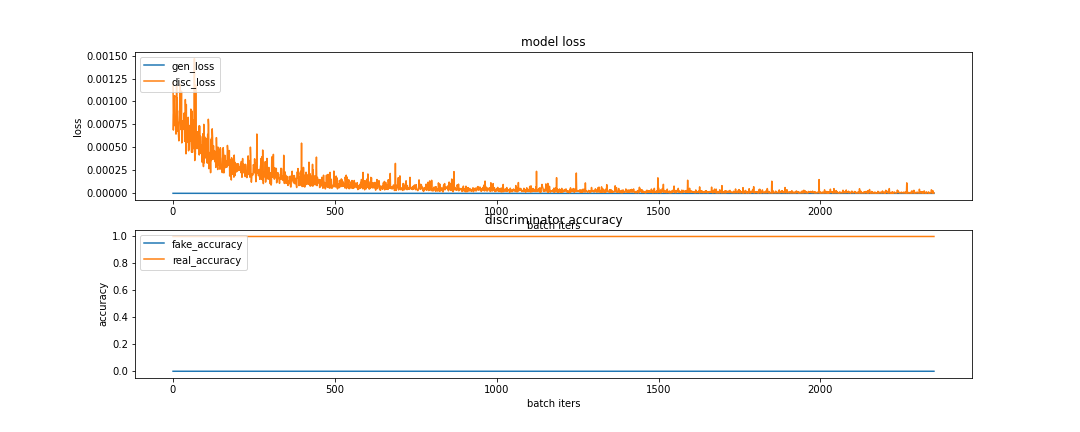 model loss
gen_loss
disc_loss
loss
0.00150
0.00125
0.00100
0.00075
0.00050
0.00025
0.00000
0 500 1000 1500 2000
batch iters
discriminator accuracy
fake_accuracy
real_accuracy
accuracy
1.0
0.8
0.6
0.4
0.2
0.0
0 500 1000 1500 2000
batch iters